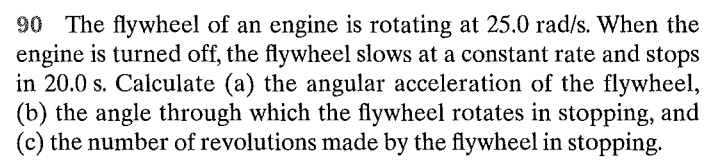 90 The flywheel of an engine is rotating at 25.0 rad/s. When the
engine is turned off, the flywheel slows at a constant rate and stops
in 20.0 s. Calculate (a) the angular acceleration of the flywheel,
(b) the angle through which the flywheel rotates in stopping, and
(c) the number of revolutions made by the flywheel in stopping.